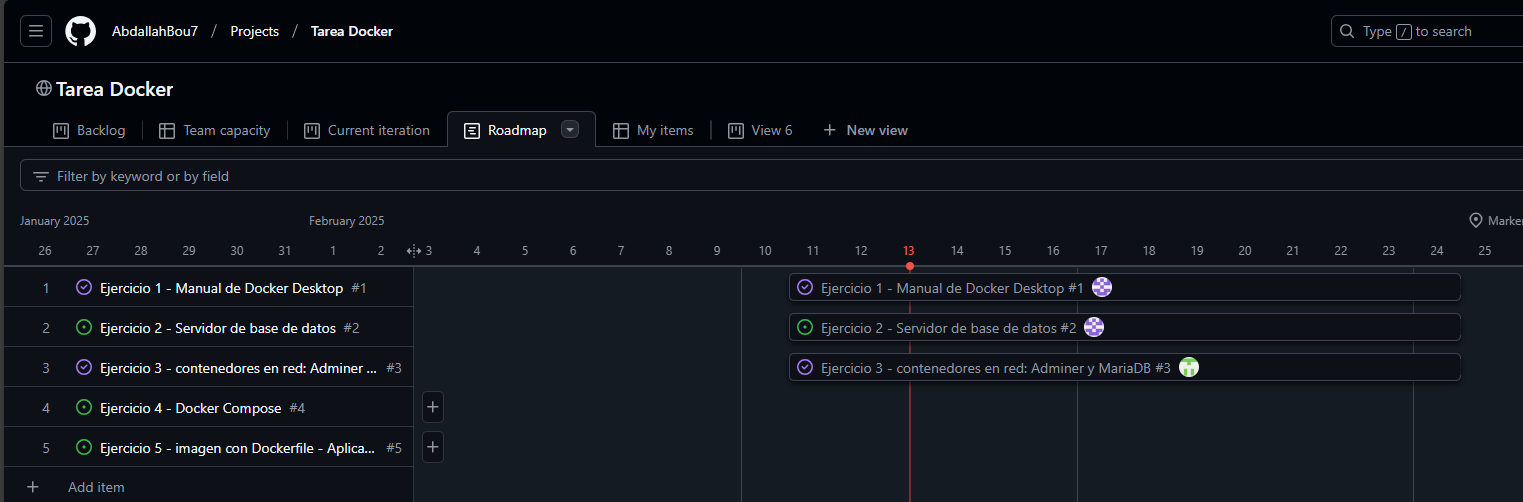 AbdallahBou7 / Projects / Tarea Docker Type / to search
Tarea Docker
Backlog Team capacity Current iteration Roadmap My items View 6 + New view
Filter by keyword or by field
January 2025 February 2025
26 27 28 29 30 31 1 2 3 4 5 6 7 8 9 10 11 12 13 14 15 16 17 18 19 20 21 22 23 24 25
1 Ejercicio 1 - Manual de Docker Desktop #1 Ejercicio 1 - Manual de Docker Desktop #1
2 Ejercicio 2 - Servidor de base de datos #2 Ejercicio 2 - Servidor de base de datos #2
3 Ejercicio 3 - contenedores en red: Adminer ... #3 Ejercicio 3 - contenedores en red: Adminer y MariaDB #3
4 Ejercicio 4 - Docker Compose #4 +
5 Ejercicio 5 - imagen con Dockerfile - Aplica... #5 +
+ Add item